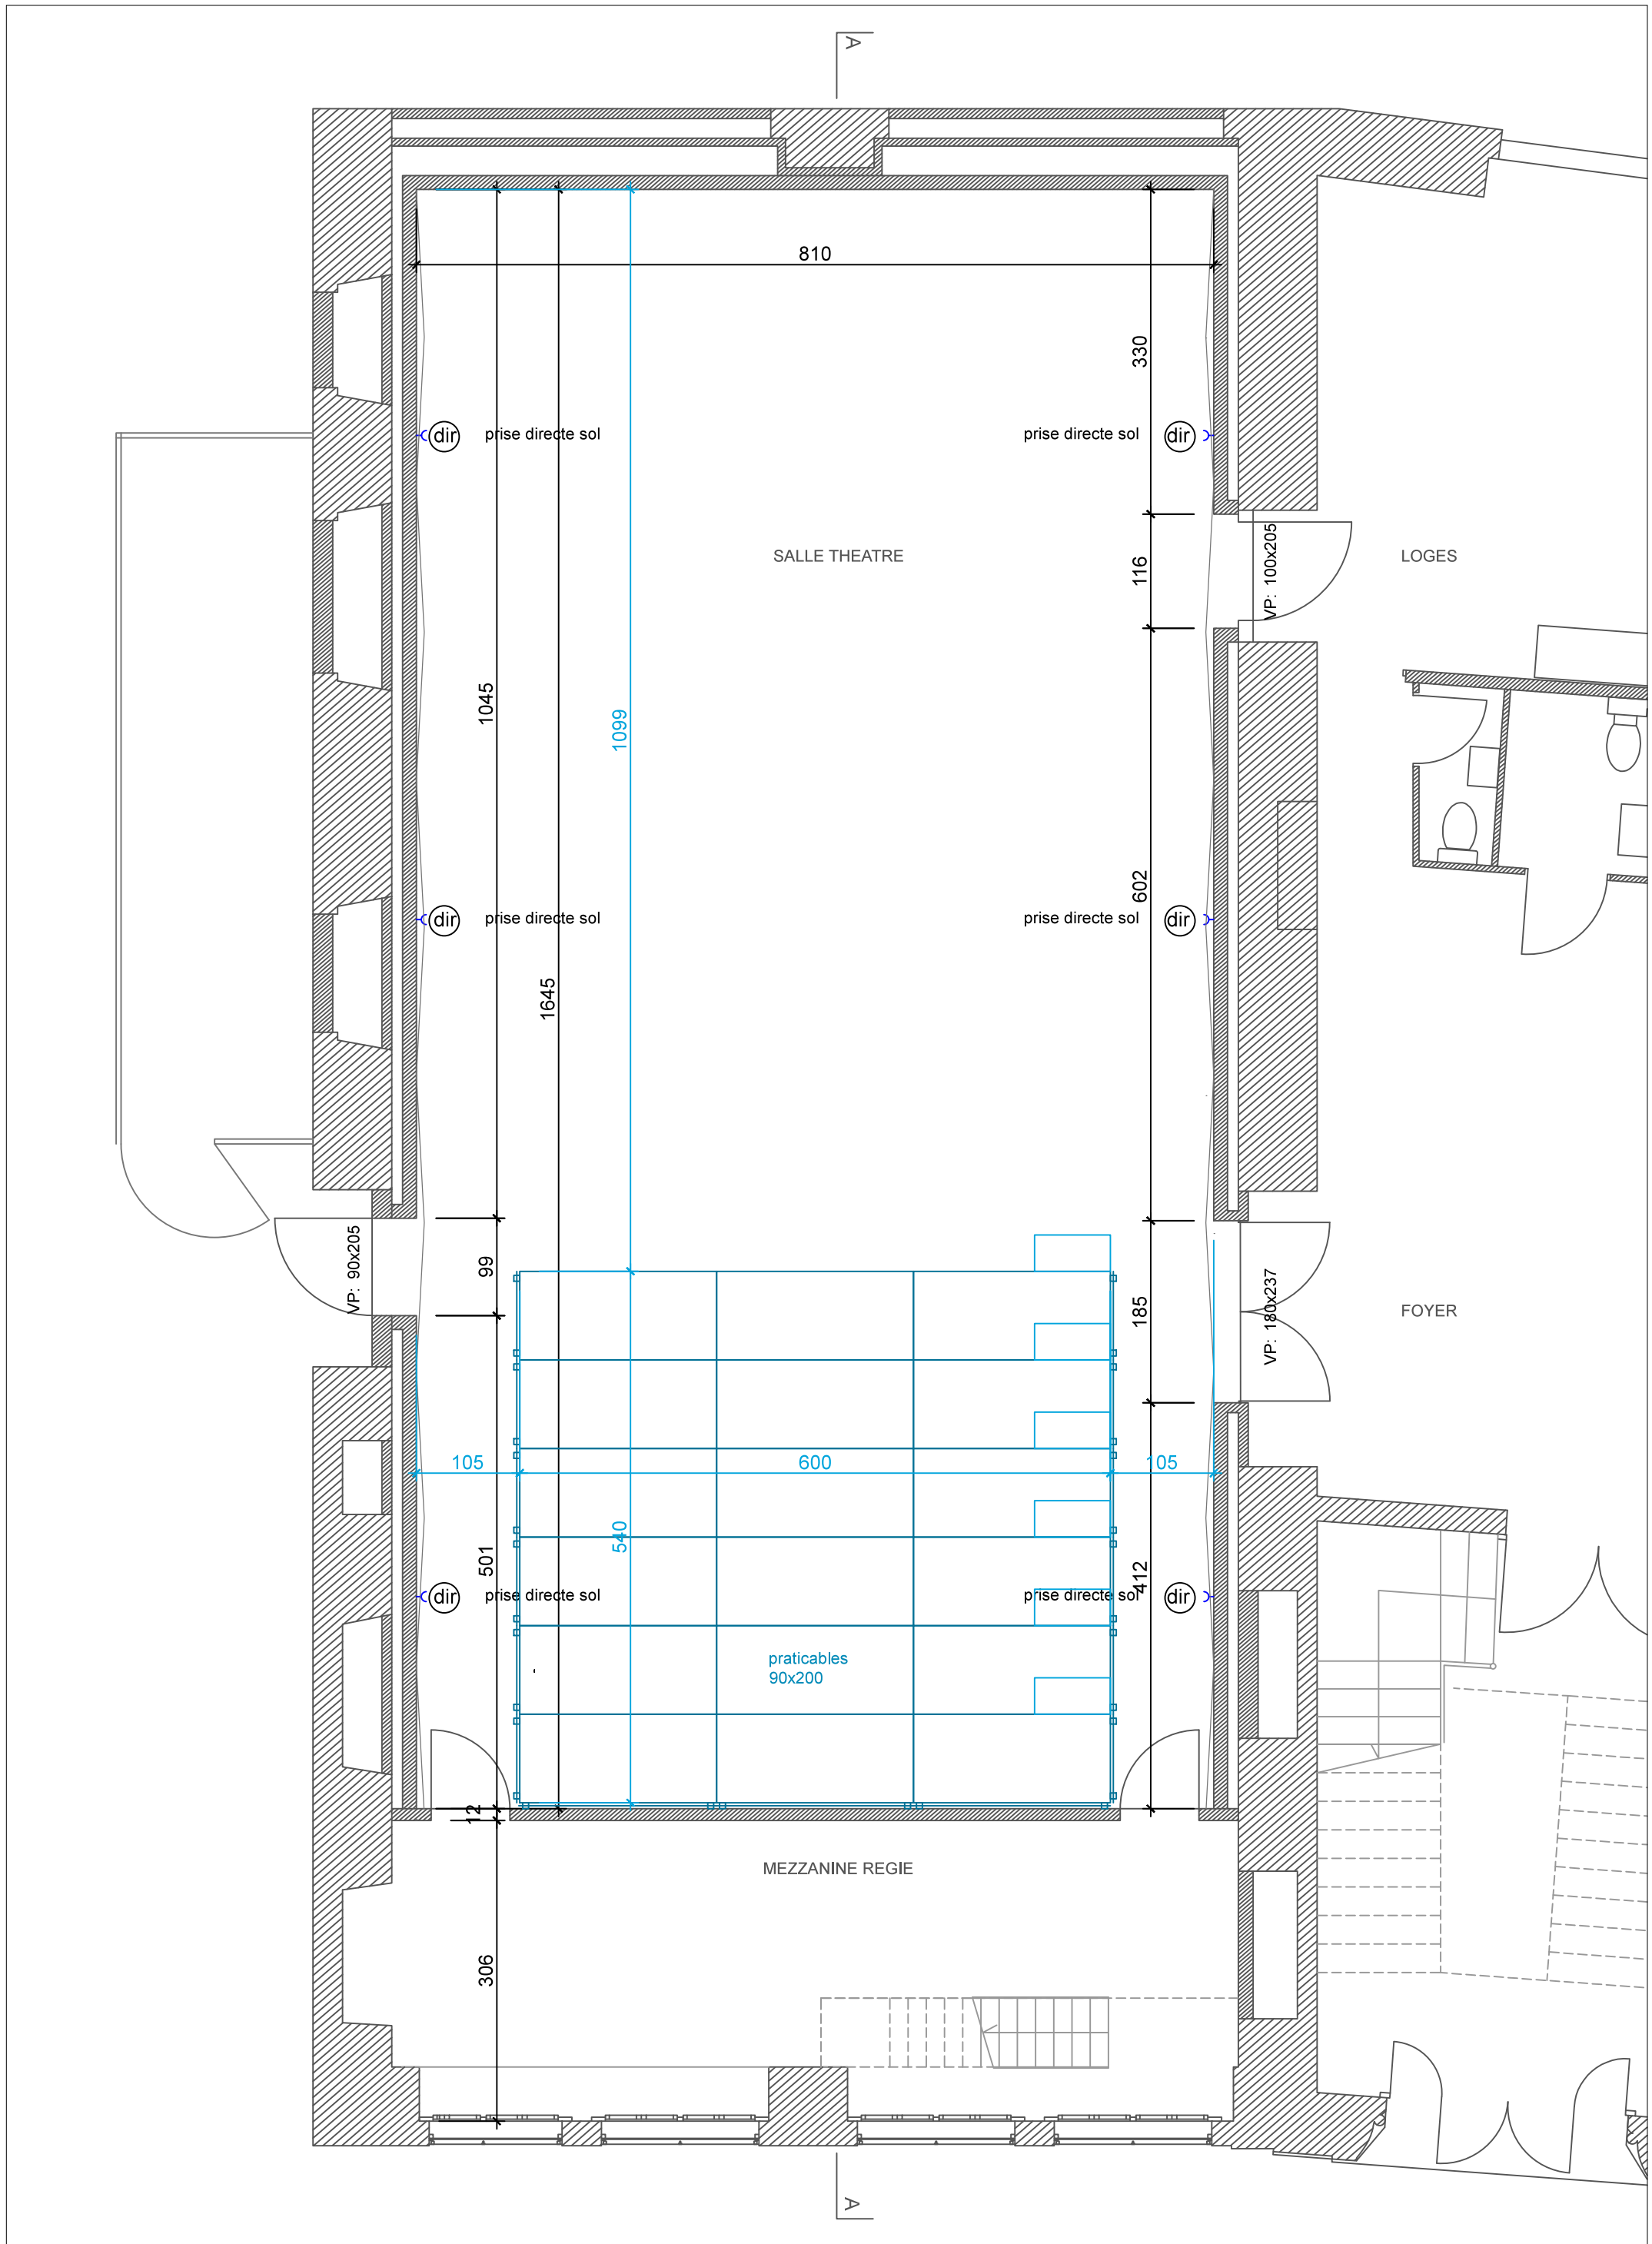 A
810
330
prise directe sol
dir
prise directe sol
dir
SALLE THEATRE
LOGES
VP: 100x205
116
1045
1099
602
dir
prise directe sol
prise directe sol
dir
1645
VP: 90x205
99
185
VP: 180x237
FOYER
105
600
105
540
501
412
dir
prise directe sol
prise directe sol
dir
praticables
90x200
12
MEZZANINE REGIE
306
A